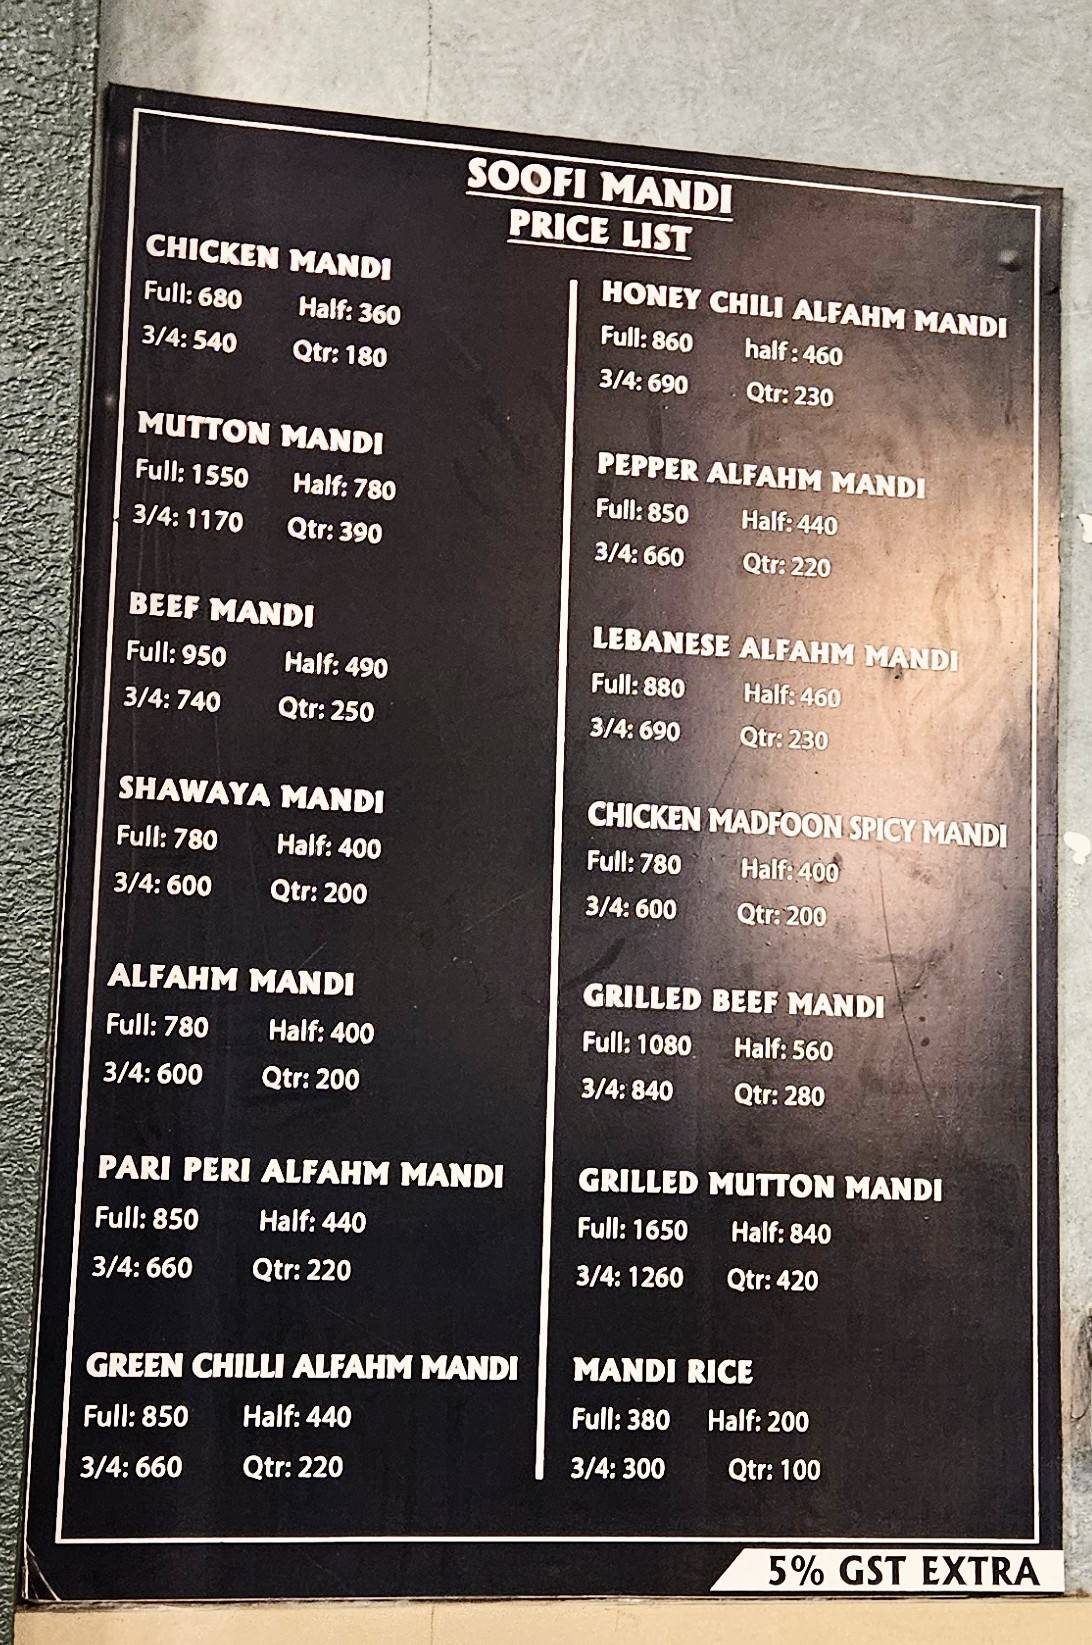 SOOFI MANDI
PRICE LIST
CHICKEN MANDI
Full: 680 Half: 360
3/4: 540 Qtr: 180
MUTTON MANDI
Full: 1550 Half: 780
3/4: 1170 Qtr: 390
BEEF MANDI
Full: 950 Half: 490
3/4: 740 Qtr: 250
SHAWAYA MANDI
Full: 780 Half: 400
3/4: 600 Qtr: 200
ALFAHM MANDI
Full: 780 Half: 400
3/4: 600 Qtr: 200
PARI PERI ALFAHM MANDI
Full: 850 Half: 440
3/4: 660 Qtr: 220
GREEN CHILLI ALFAHM MANDI
Full: 850 Half: 440
3/4: 660 Qtr: 220
HONEY CHILI ALFAHM MANDI
Full: 860 half : 460
3/4: 690 Qtr: 230
PEPPER ALFAHM MANDI
Full: 850 Half: 440
3/4: 660 Qtr: 220
LEBANESE ALFAHM MANDI
Full: 880 Half: 460
3/4: 690 Qtr: 230
CHICKEN MADFOON SPICY MANDI
Full: 780 Half: 400
3/4: 600 Qtr: 200
GRILLED BEEF MANDI
Full: 1080 Half: 560
3/4: 840 Qtr: 280
GRILLED MUTTON MANDI
Full: 1650 Half: 840
3/4: 1260 Qtr: 420
MANDI RICE
Full: 380 Half: 200
3/4: 300 Qtr: 100
5% GST EXTRA